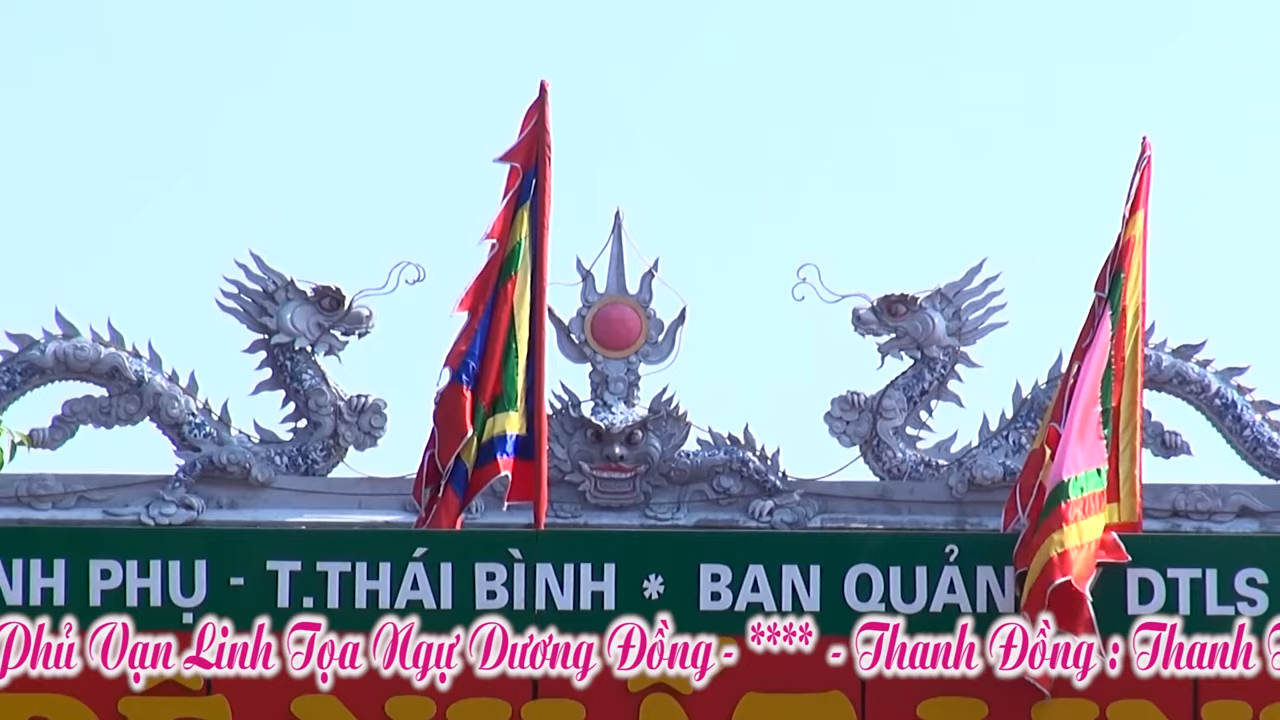 NH PHỤ - T.THÁI BÌNH * BAN QUẢN DTLS
Phủ Vạn Linh Tọa Ngự Dương Đồng - **** - Thanh Đồng : Thanh